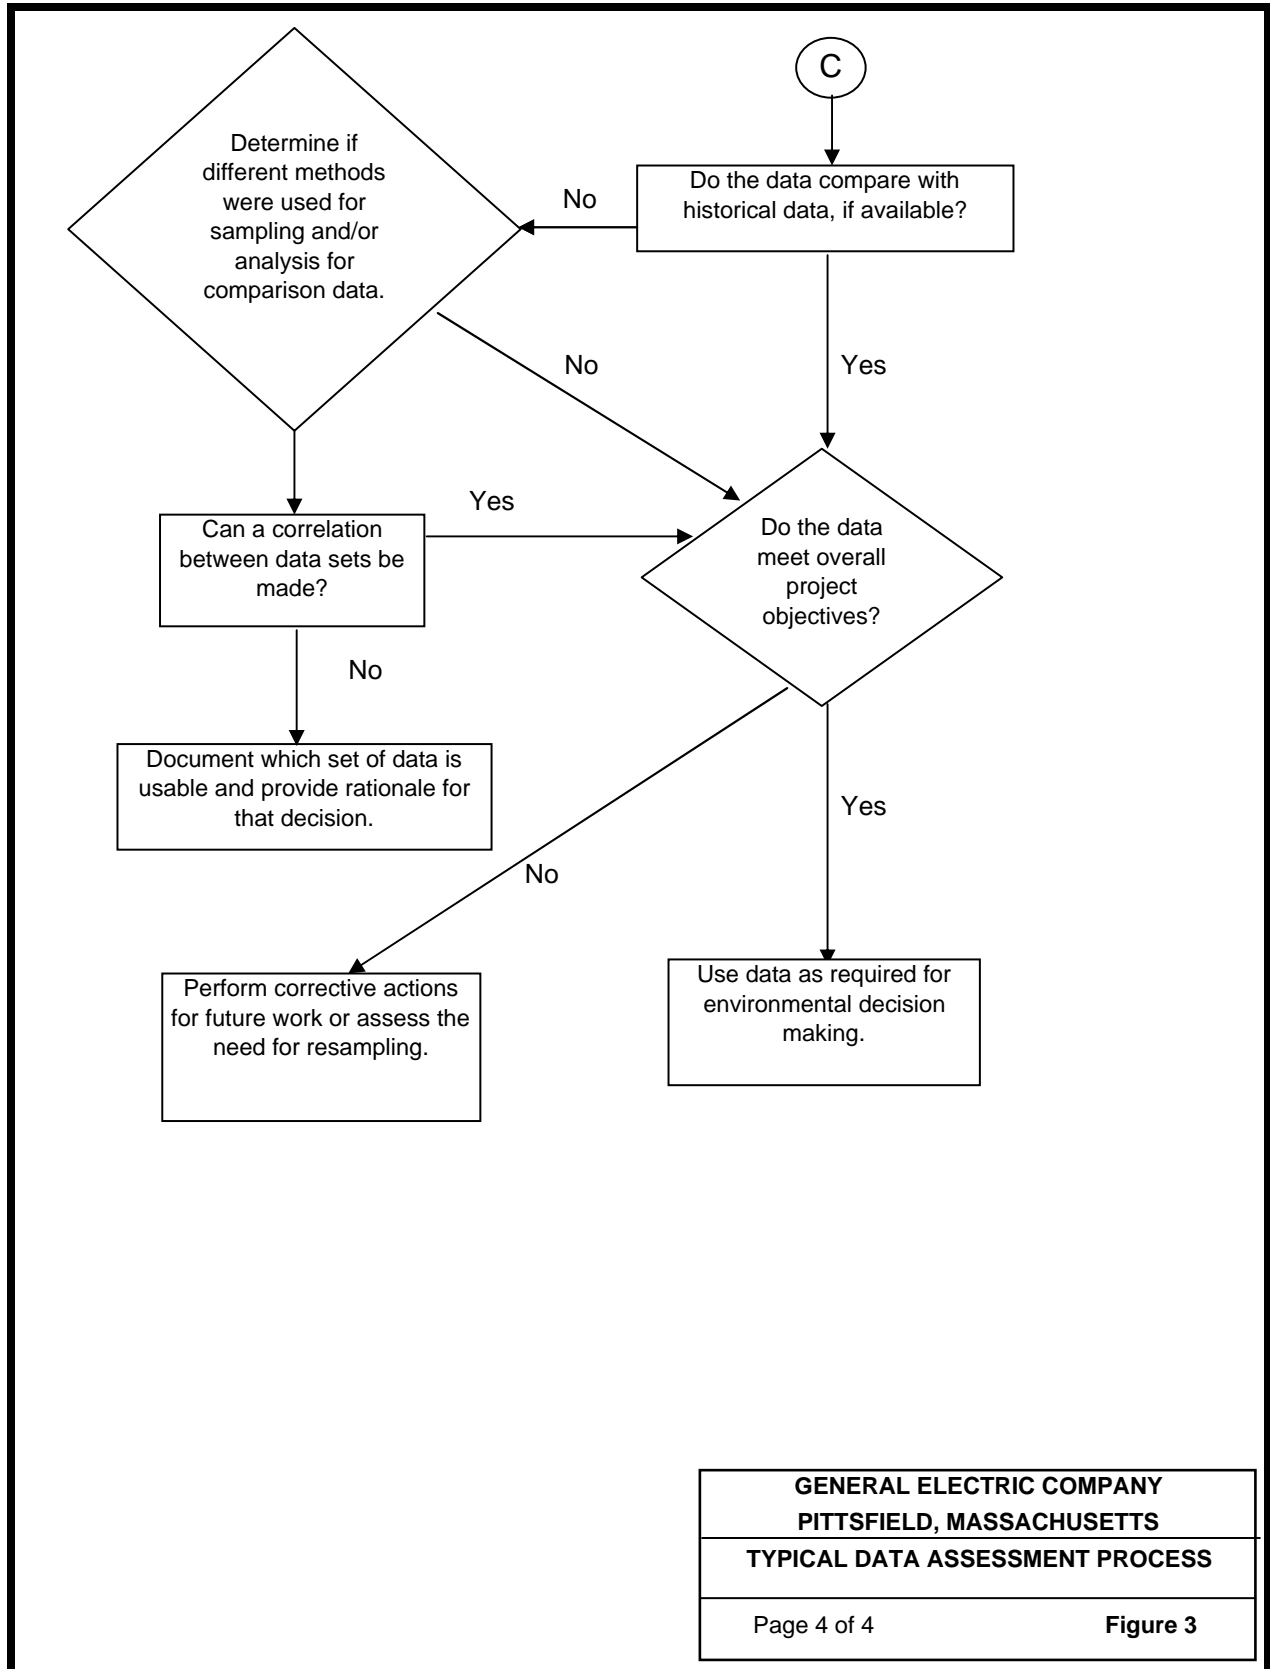 C
Determine if
different methods
were used for
sampling and/or
analysis for
comparison data.
No
Do the data compare with
historical data, if available?
No
Yes
Can a correlation
between data sets be
made?
Yes
Do the data
meet overall
project
objectives?
No
Document which set of data is
usable and provide rationale for
that decision.
Yes
No
Perform corrective actions
for future work or assess the
need for resampling.
Use data as required for
environmental decision
making.
GENERAL ELECTRIC COMPANY
PITTSFIELD, MASSACHUSETTS
TYPICAL DATA ASSESSMENT PROCESS
Page 4 of 4 Figure 3